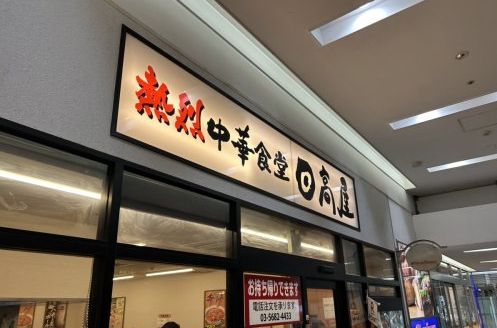 熱烈中華食堂日高屋
お持ち帰りできます
電話注文を承ります
03-5682-4433